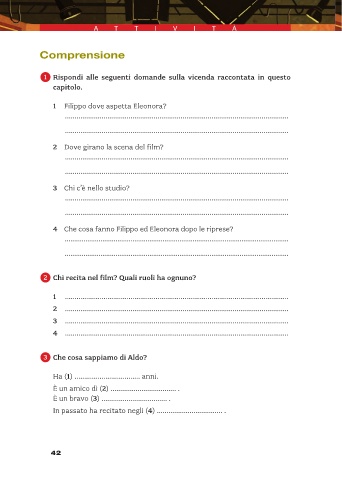 A T T I V I T À
Comprensione
1 Rispondi alle seguenti domande sulla vicenda raccontata in questo
capitolo.
1 Filippo dove aspetta Eleonora?
2 Dove girano la scena del film?
3 Chi c'è nello studio?
4 Che cosa fanno Filippo ed Eleonora dopo le riprese?
2 Chi recita nel film? Quali ruoli ha ognuno?
1
2
3
4
3 Che cosa sappiamo di Aldo?
Ha (1) ................................ anni.
È un amico di (2) ................................ .
È un bravo (3) ................................ .
In passato ha recitato negli (4) ................................ .
42